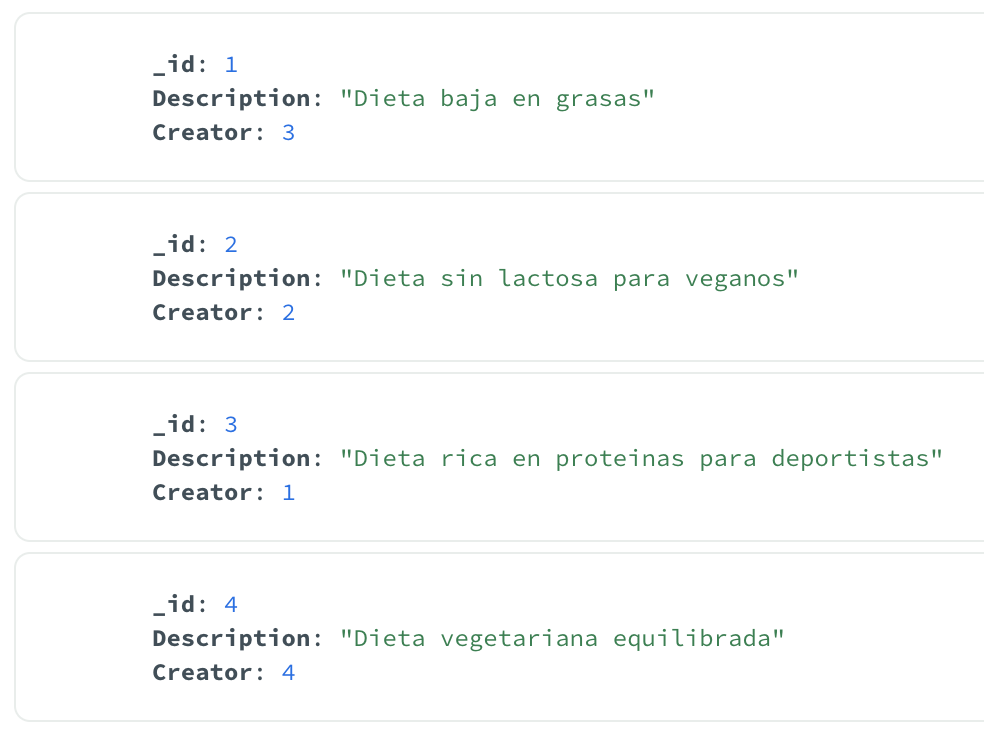 _id: 1
Description: "Dieta baja en grasas"
Creator: 3
_id: 2
Description: "Dieta sin lactosa para veganos"
Creator: 2
_id: 3
Description: "Dieta rica en proteinas para deportistas"
Creator: 1
_id: 4
Description: "Dieta vegetariana equilibrada"
Creator: 4